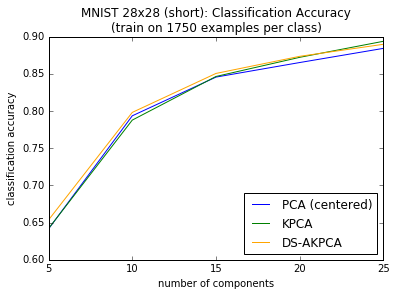 MNIST 28x28 (short): Classification Accuracy
(train on 1750 examples per class)
classification accuracy
0.90
0.85
0.80
0.75
0.70
0.65
0.60
PCA (centered)
KPCA
DS-AKPCA
5
10
15
20
25
number of components